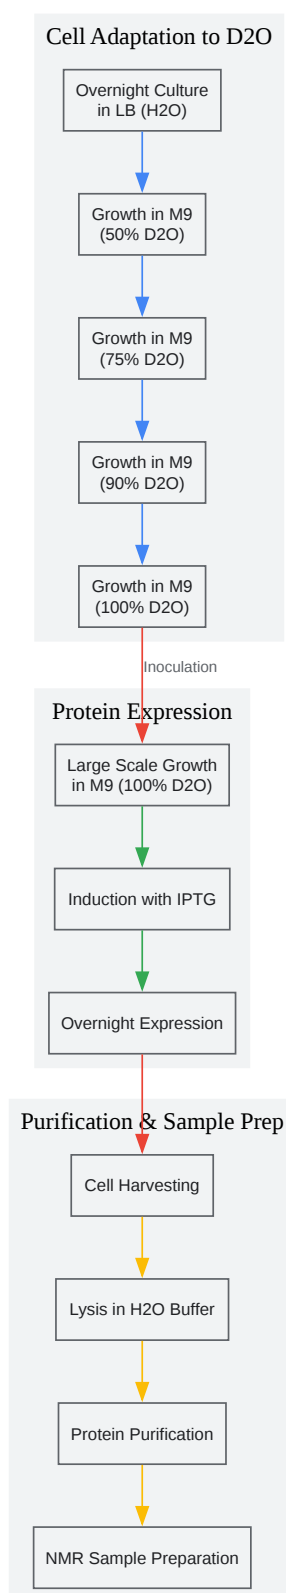 Cell Adaptation to D2O
Overnight Culture
in LB (H2O)
Growth in M9
(50% D2O)
Growth in M9
(75% D2O)
Growth in M9
(90% D2O)
Growth in M9
(100% D2O)
Inoculation
Protein Expression
Large Scale Growth
in M9 (100% D2O)
Induction with IPTG
Overnight Expression
Purification & Sample Prep
Cell Harvesting
Lysis in H2O Buffer
Protein Purification
NMR Sample Preparation